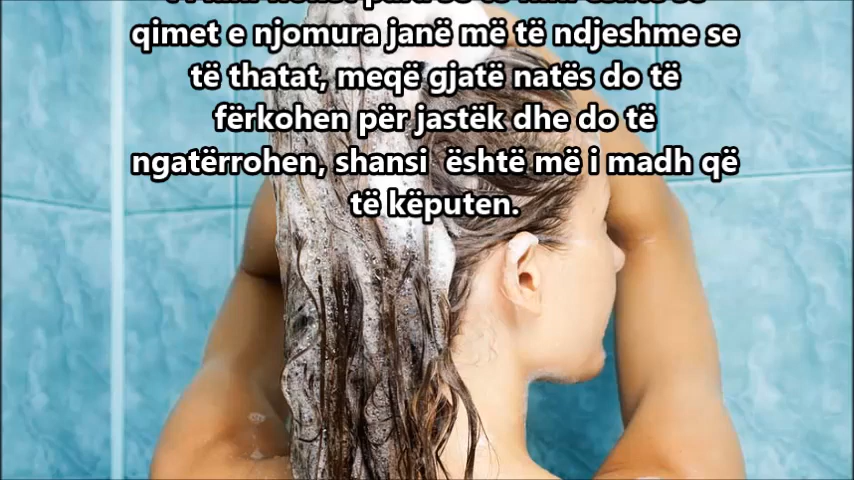 qimet e njomura janë më të ndjeshme se
të thatat, meqë gjatë natës do të
fërkohen për jastëk dhe do të
ngatërrohen, shansi është më i madh që
të këputen.